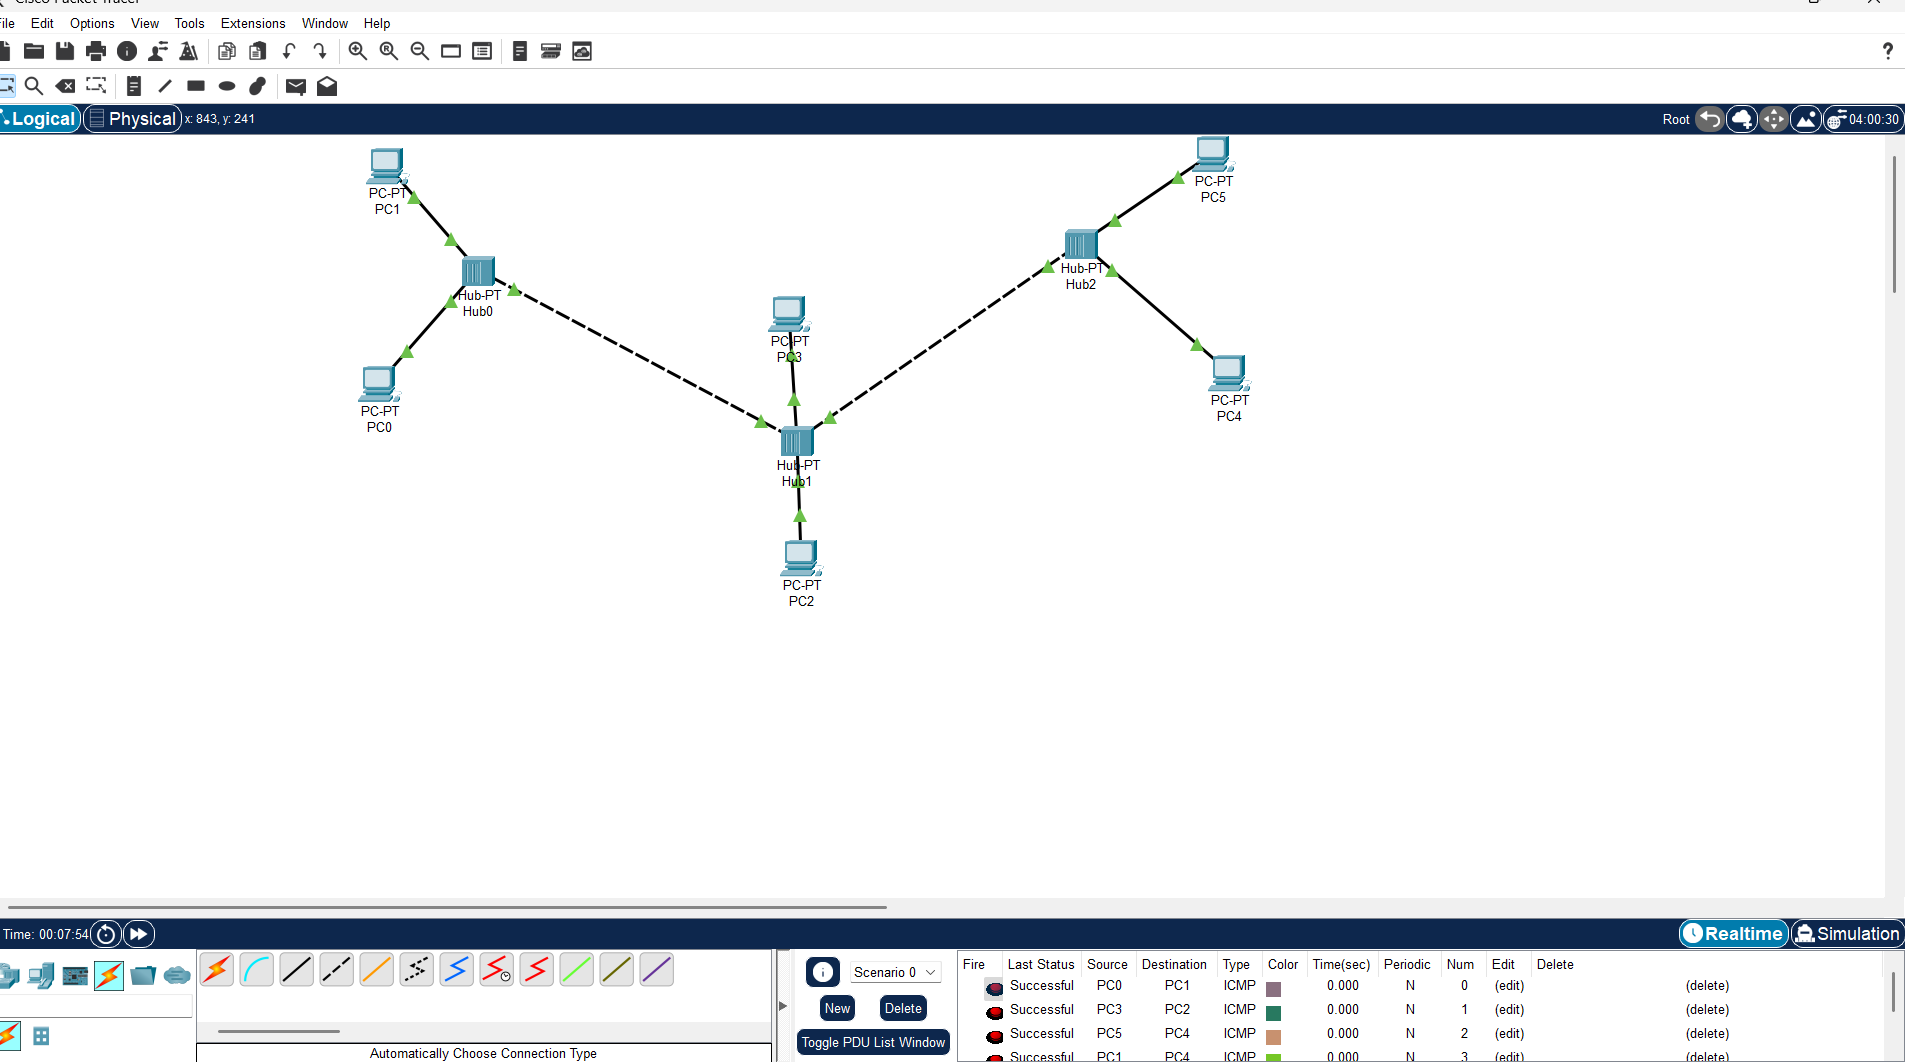 Cisco Packet Tracer
File Edit Options View Tools Extensions Window Help
?
Logical Physical x: 843, y: 241 Root 04:00:30
PC-PT
PC1
PC-PT
PC5
Hub-PT
Hub0
Hub-PT
Hub2
PC-PT
PC3
PC-PT
PC0
PC-PT
PC4
Hub-PT
Hub1
PC-PT
PC2
Time: 00:07:54 Realtime Simulation
Scenario 0
New Delete
Toggle PDU List Window
Automatically Choose Connection Type
Fire Last Status Source Destination Type Color Time(sec) Periodic Num Edit Delete
Successful PC0 PC1 ICMP 0.000 N 0 (edit) (delete)
Successful PC3 PC2 ICMP 0.000 N 1 (edit) (delete)
Successful PC5 PC4 ICMP 0.000 N 2 (edit) (delete)
Successful PC1 PC4 ICMP 0.000 N 3 (edit) (delete)